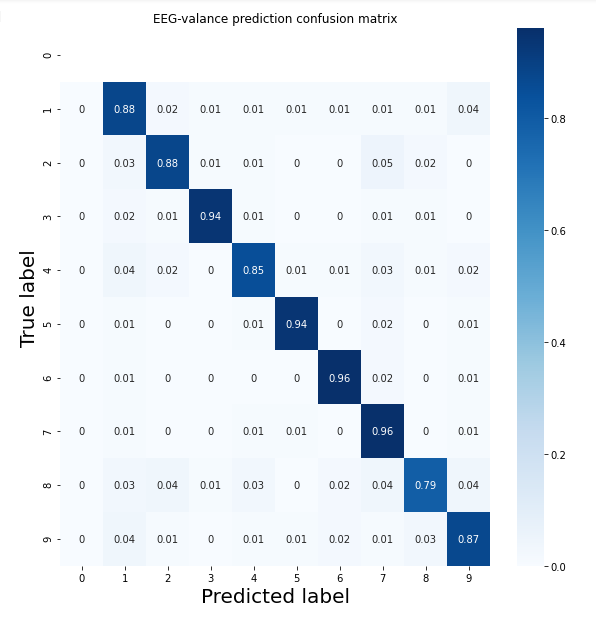 EEG-valance prediction confusion matrix
0
1 0 0.88 0.02 0.01 0.01 0.01 0.01 0.01 0.01 0.04
2 0 0.03 0.88 0.01 0.01 0 0 0.05 0.02 0
3 0 0.02 0.01 0.94 0.01 0 0 0.01 0.01 0
4 0 0.04 0.02 0 0.85 0.01 0.01 0.03 0.01 0.02
5 0 0.01 0 0 0.01 0.94 0 0.02 0 0.01
6 0 0.01 0 0 0 0 0.96 0.02 0 0.01
7 0 0.01 0 0 0.01 0.01 0 0.96 0 0.01
8 0 0.03 0.04 0.01 0.03 0 0.02 0.04 0.79 0.04
9 0 0.04 0.01 0 0.01 0.01 0.02 0.01 0.03 0.87
0 1 2 3 4 5 6 7 8 9
True label
Predicted label
0.8
0.6
0.4
0.2
0.0